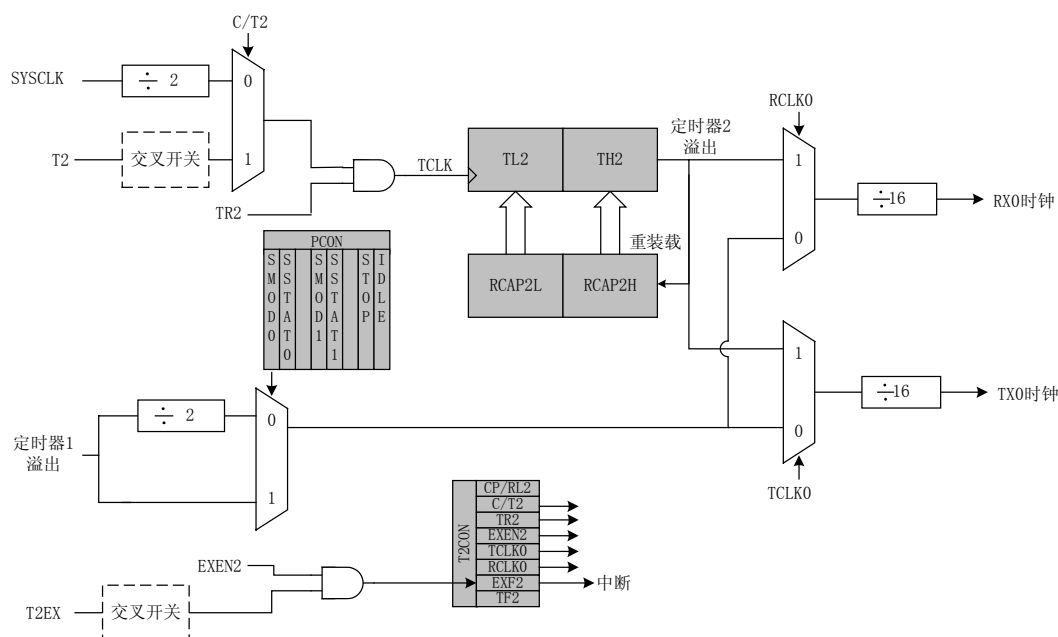 C/T2
SYSCLK
÷ 2
0
T2
交叉开关
1
TR2
TCLK
TL2
TH2
定时器2
溢出
RCLK0
1
0
÷16
RX0时钟
重装载
RCAP2L
RCAP2H
PCON
SMOD0
SSTAT0
SMOD1
SSTAT1
STOP
IDLE
定时器1
溢出
÷ 2
0
1
1
0
÷16
TX0时钟
TCLK0
T2CON
CP/RL2
C/T2
TR2
EXEN2
TCLK0
RCLK0
EXF2
TF2
中断
EXEN2
T2EX
交叉开关